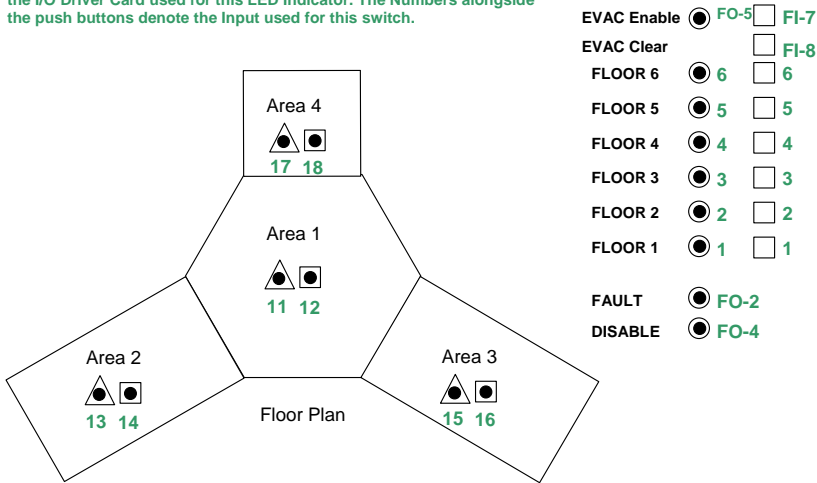 the I/O Driver Card used for this LED Indicator. The Numbers alongside
the push buttons denote the Input used for this switch.
EVAC Enable FO-5 FI-7
EVAC Clear FI-8
FLOOR 6 6 6
FLOOR 5 5 5
FLOOR 4 4 4
FLOOR 3 3 3
FLOOR 2 2 2
FLOOR 1 1 1
FAULT FO-2
DISABLE FO-4
Area 4
17 18
Area 1
11 12
Area 2
13 14
Area 3
15 16
Floor Plan